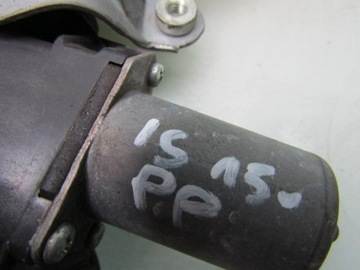 IS 15.
PP